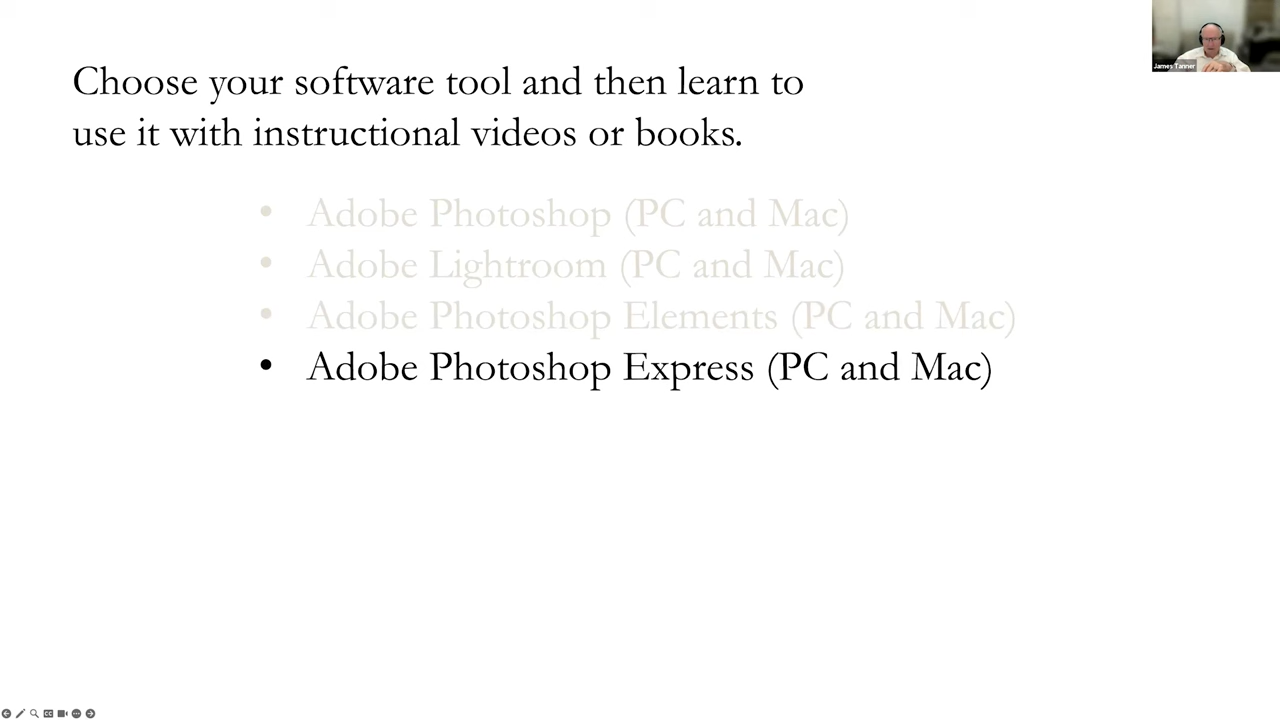 James Tanner
Choose your software tool and then learn to
use it with instructional videos or books.
• Adobe Photoshop (PC and Mac)
• Adobe Lightroom (PC and Mac)
• Adobe Photoshop Elements (PC and Mac)
• Adobe Photoshop Express (PC and Mac)